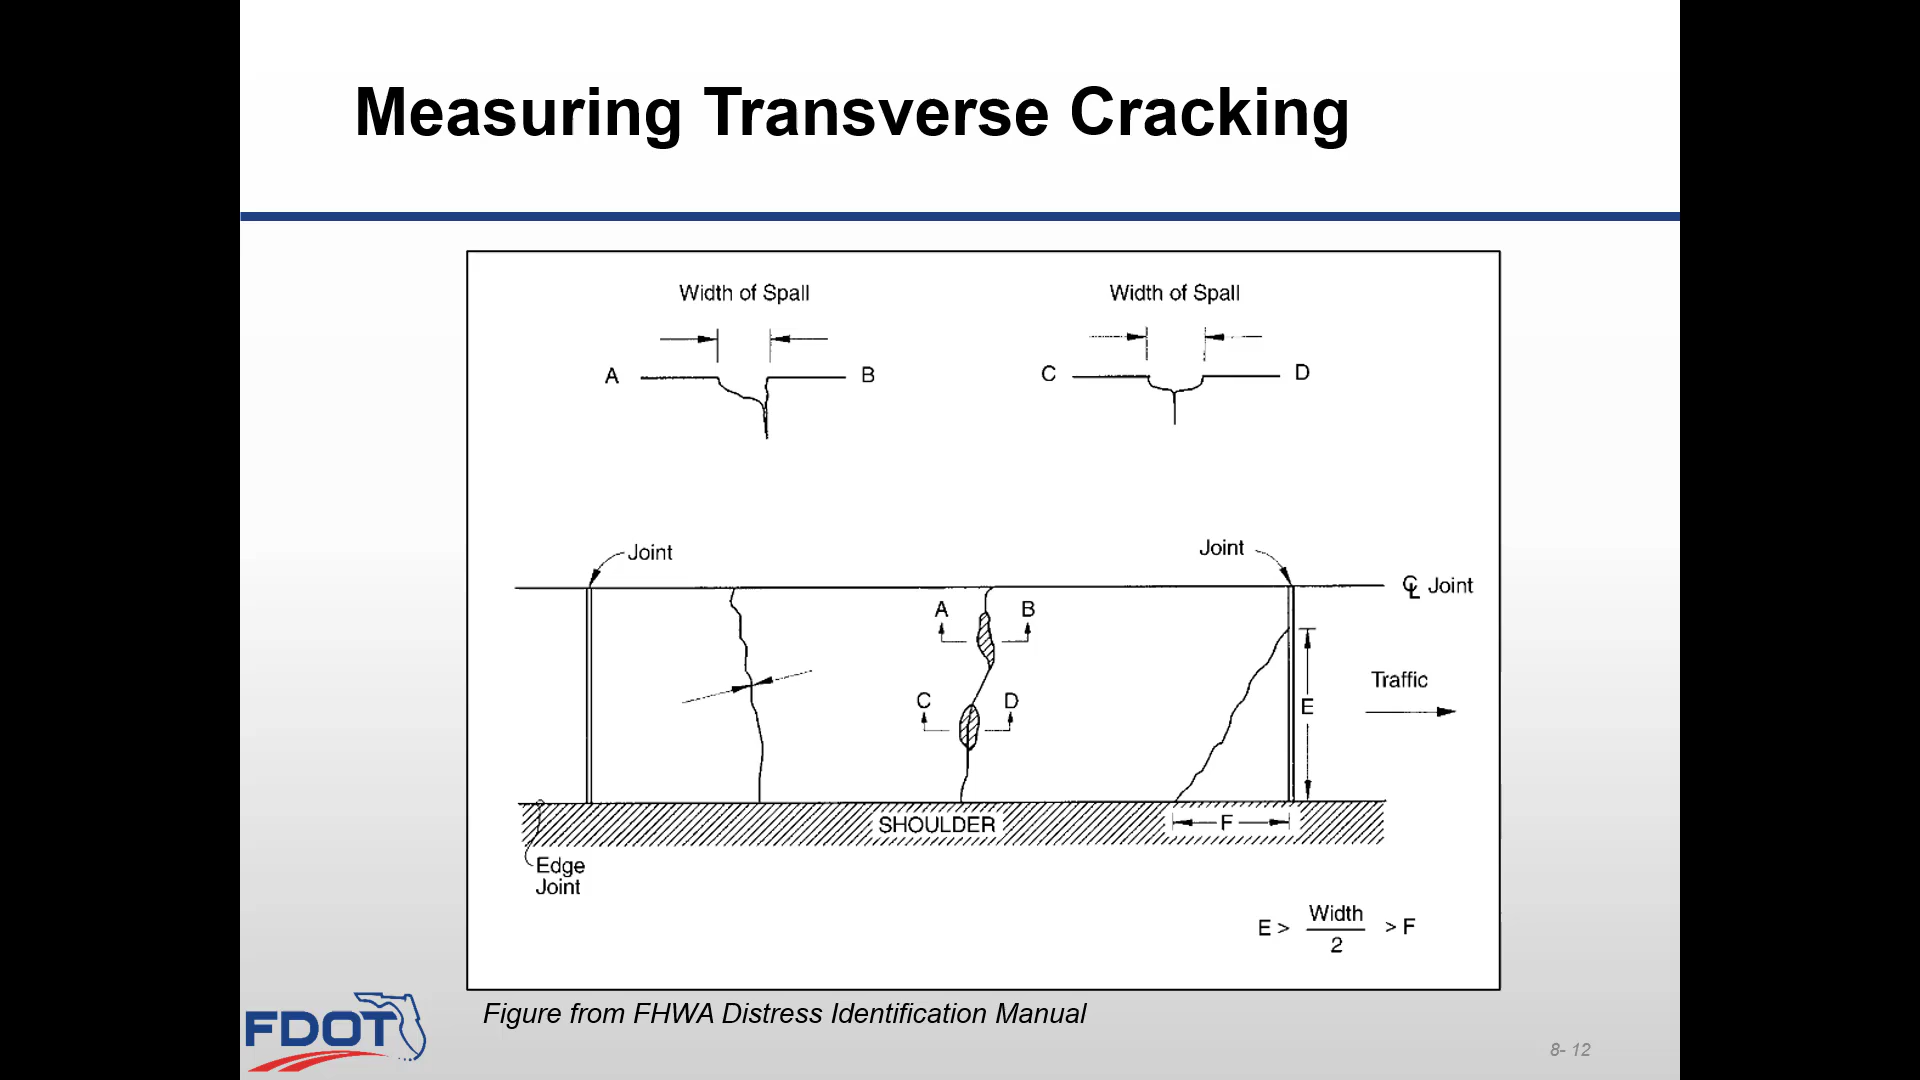 Measuring Transverse Cracking
Width of Spall
Width of Spall
A
B
C
D
Joint
Joint
℄ Joint
A
B
C
D
E
Traffic
SHOULDER
F
Edge
Joint
E > Width > F
2
FDOT
Figure from FHWA Distress Identification Manual
8- 12